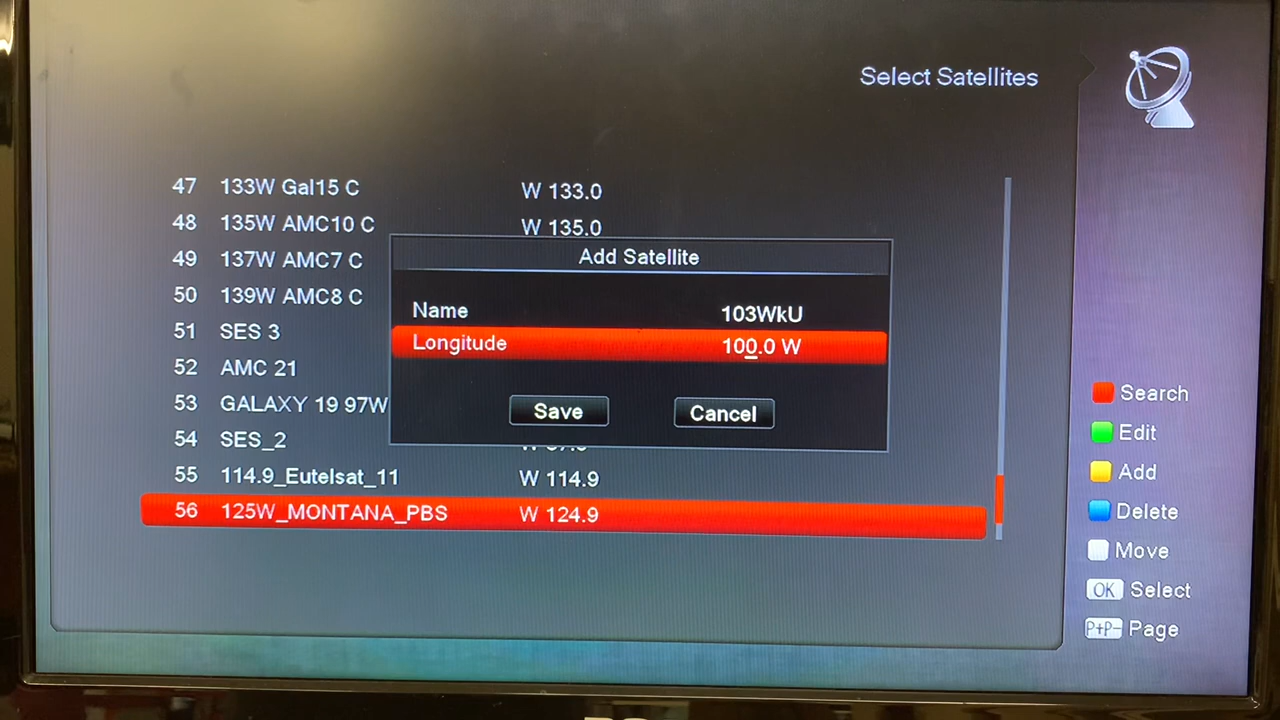 Select Satellites
47 133W Gal15 C W 133.0
48 135W AMC10 C W 135.0
49 137W AMC7 C
50 139W AMC8 C
51 SES 3
52 AMC 21
53 GALAXY 19 97W
54 SES_2
55 114.9_Eutelsat_11 W 114.9
56 125W_MONTANA_PBS W 124.9
Add Satellite
Name 103WkU
Longitude 100.0 W
Save Cancel
Search
Edit
Add
Delete
Move
OK Select
P+P- Page